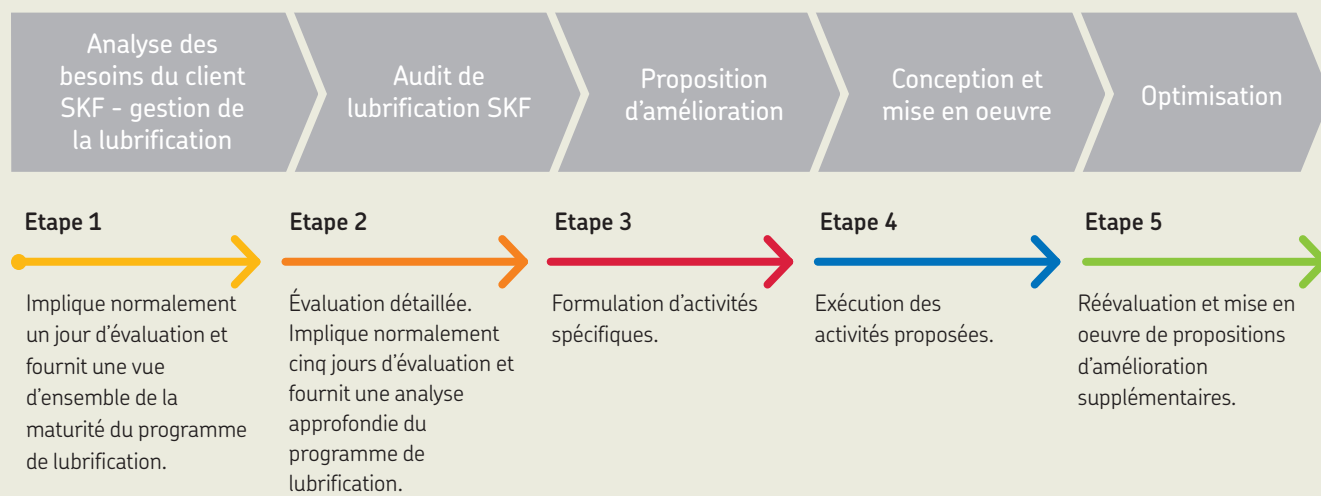 Analyse des
besoins du client
SKF - gestion de
la lubrification
Audit de
lubrification SKF
Proposition
d'amélioration
Conception et
mise en oeuvre
Optimisation
Etape 1
Implique normalement
un jour d'évaluation et
fournit une vue
d'ensemble de la
maturité du programme
de lubrification.
Etape 2
Évaluation détaillée.
Implique normalement
cinq jours d'évaluation et
fournit une analyse
approfondie du
programme de
lubrification.
Etape 3
Formulation d'activités
spécifiques.
Etape 4
Exécution des
activités proposées.
Etape 5
Réévaluation et mise en
oeuvre de propositions
d'amélioration
supplémentaires.